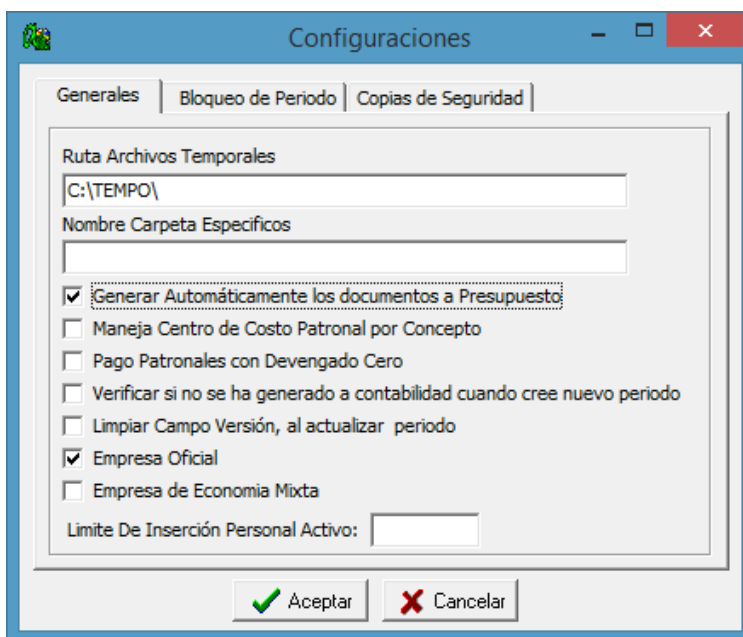 Configuraciones
Generales
Bloqueo de Periodo
Copias de Seguridad
Ruta Archivos Temporales
C:\TEMPO\
Nombre Carpeta Especificos
Generar Automáticamente los documentos a Presupuesto
Maneja Centro de Costo Patronal por Concepto
Pago Patronales con Devengado Cero
Verificar si no se ha generado a contabilidad cuando cree nuevo periodo
Limpiar Campo Versión, al actualizar periodo
Empresa Oficial
Empresa de Economia Mixta
Limite De Inserción Personal Activo:
Aceptar
Cancelar